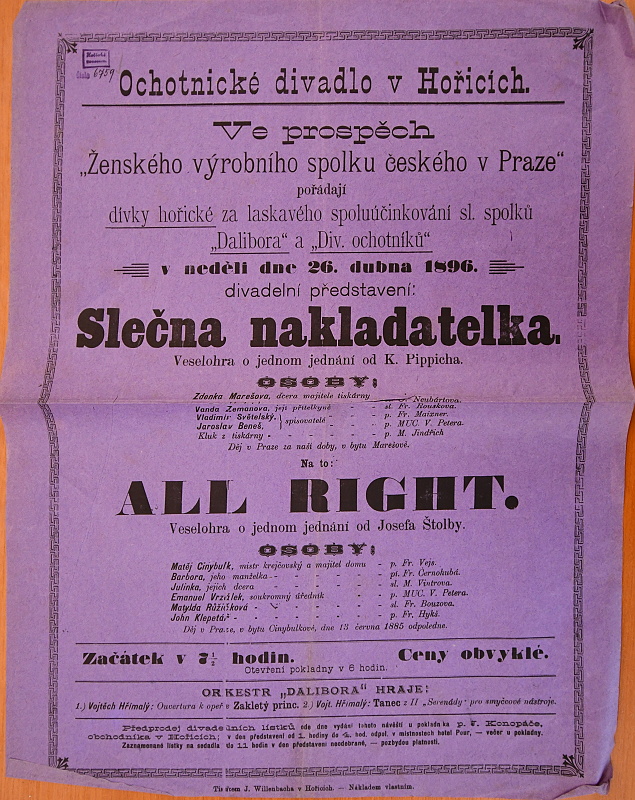 Ochotnické divadlo v Hořicích.
Ve prospěch
„Ženského výrobního spolku českého v Praze“
pořádají
dívky hořické za laskavého spoluúčinkování sl. spolků
„Dalibora“ a „Div. ochotníků“
v neděli dne 26. dubna 1896.
divadelní představení:
Slečna nakladatelka.
Veselohra o jednom jednání od K. Pippicha.
OSOBY:
Zdenka Marešova, dcera majitele tiskárny Neubártova.
Vanda Zemanova, její přítelkyně - - - sl. Fr. Rousková.
Vladimír Světelský, } spisovatelé - - p. Fr. Maixner.
Jaroslav Beneš, - - p. MUC. V. Petera.
Kluk z tiskárny - - - - - p. M. Jindřich
Děj v Praze za naší doby, v bytu Marešově.
Na to:
ALL RIGHT.
Veselohra o jednom jednání od Josefa Štolby.
OSOBY:
Matěj Cinybulk, mistr krejčovský a majitel domu - p. Fr. Vejs.
Barbora, jeho manželka - - - - - - pí. Fr. Černohubá.
Julinka, jejich dcera - - - - - sl. M. Vintrova.
Emanuel Vrzálek, soukromný úředník - - p. MUC. V. Petera.
Matylda Růžičková - - - - - - sl. Fr. Bouzova.
John Klepetář - - - - - - p. Fr. Hykš.
Děj v Praze, v bytu Cinybulkově, dne 13 června 1885 odpoledne.
Začátek v 7½ hodin. Ceny obvyklé.
Otevření pokladny v 6 hodin.
ORKESTR „DALIBORA“ HRAJE:
1.) Vojtěch Hřímalý: Ouvertura k opeře Zakletý princ. 2.) Vojt. Hřímalý: Tanec z II „Serenády“ pro smyčcové nástroje.
Předprodej divadelních lístků ode dne vydání tohoto návěští u pokladníka p. F. Konopáče,
obchodníka v Hořicích; v den představení od 1. hodiny do 4. hod. odpol. v místnostech hotel Pour, — večer u pokladny.
Zaznamenané lístky na sedadla do 11 hodin v den představení neodebrané, — pozbydou platnosti.
Tiskem J. Willenbacha v Hořicích. — Nákladem vlastním.